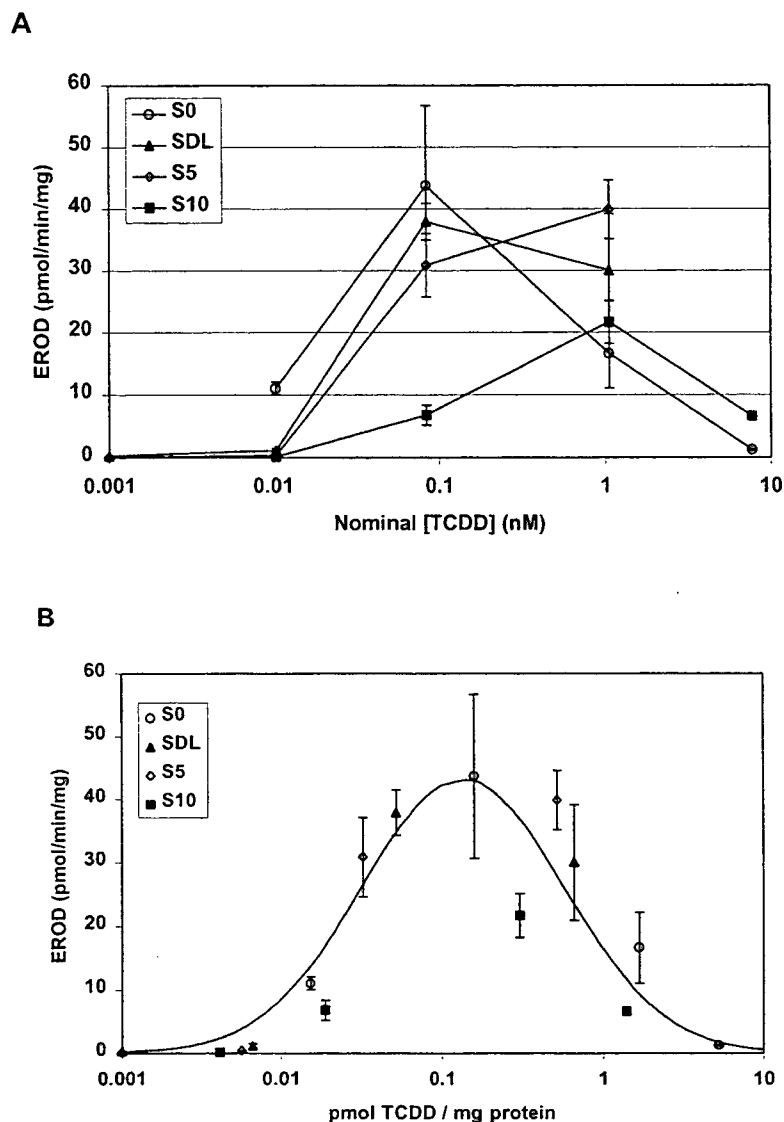 A
60
50
40
30
20
10
0
EROD (pmol/min/mg)
S0
SDL
S5
S10
0.001 0.01 0.1 1 10
Nominal [TCDD] (nM)
B
60
50
40
30
20
10
0
EROD (pmol/min/mg)
S0
SDL
S5
S10
0.001 0.01 0.1 1 10
pmol TCDD / mg protein